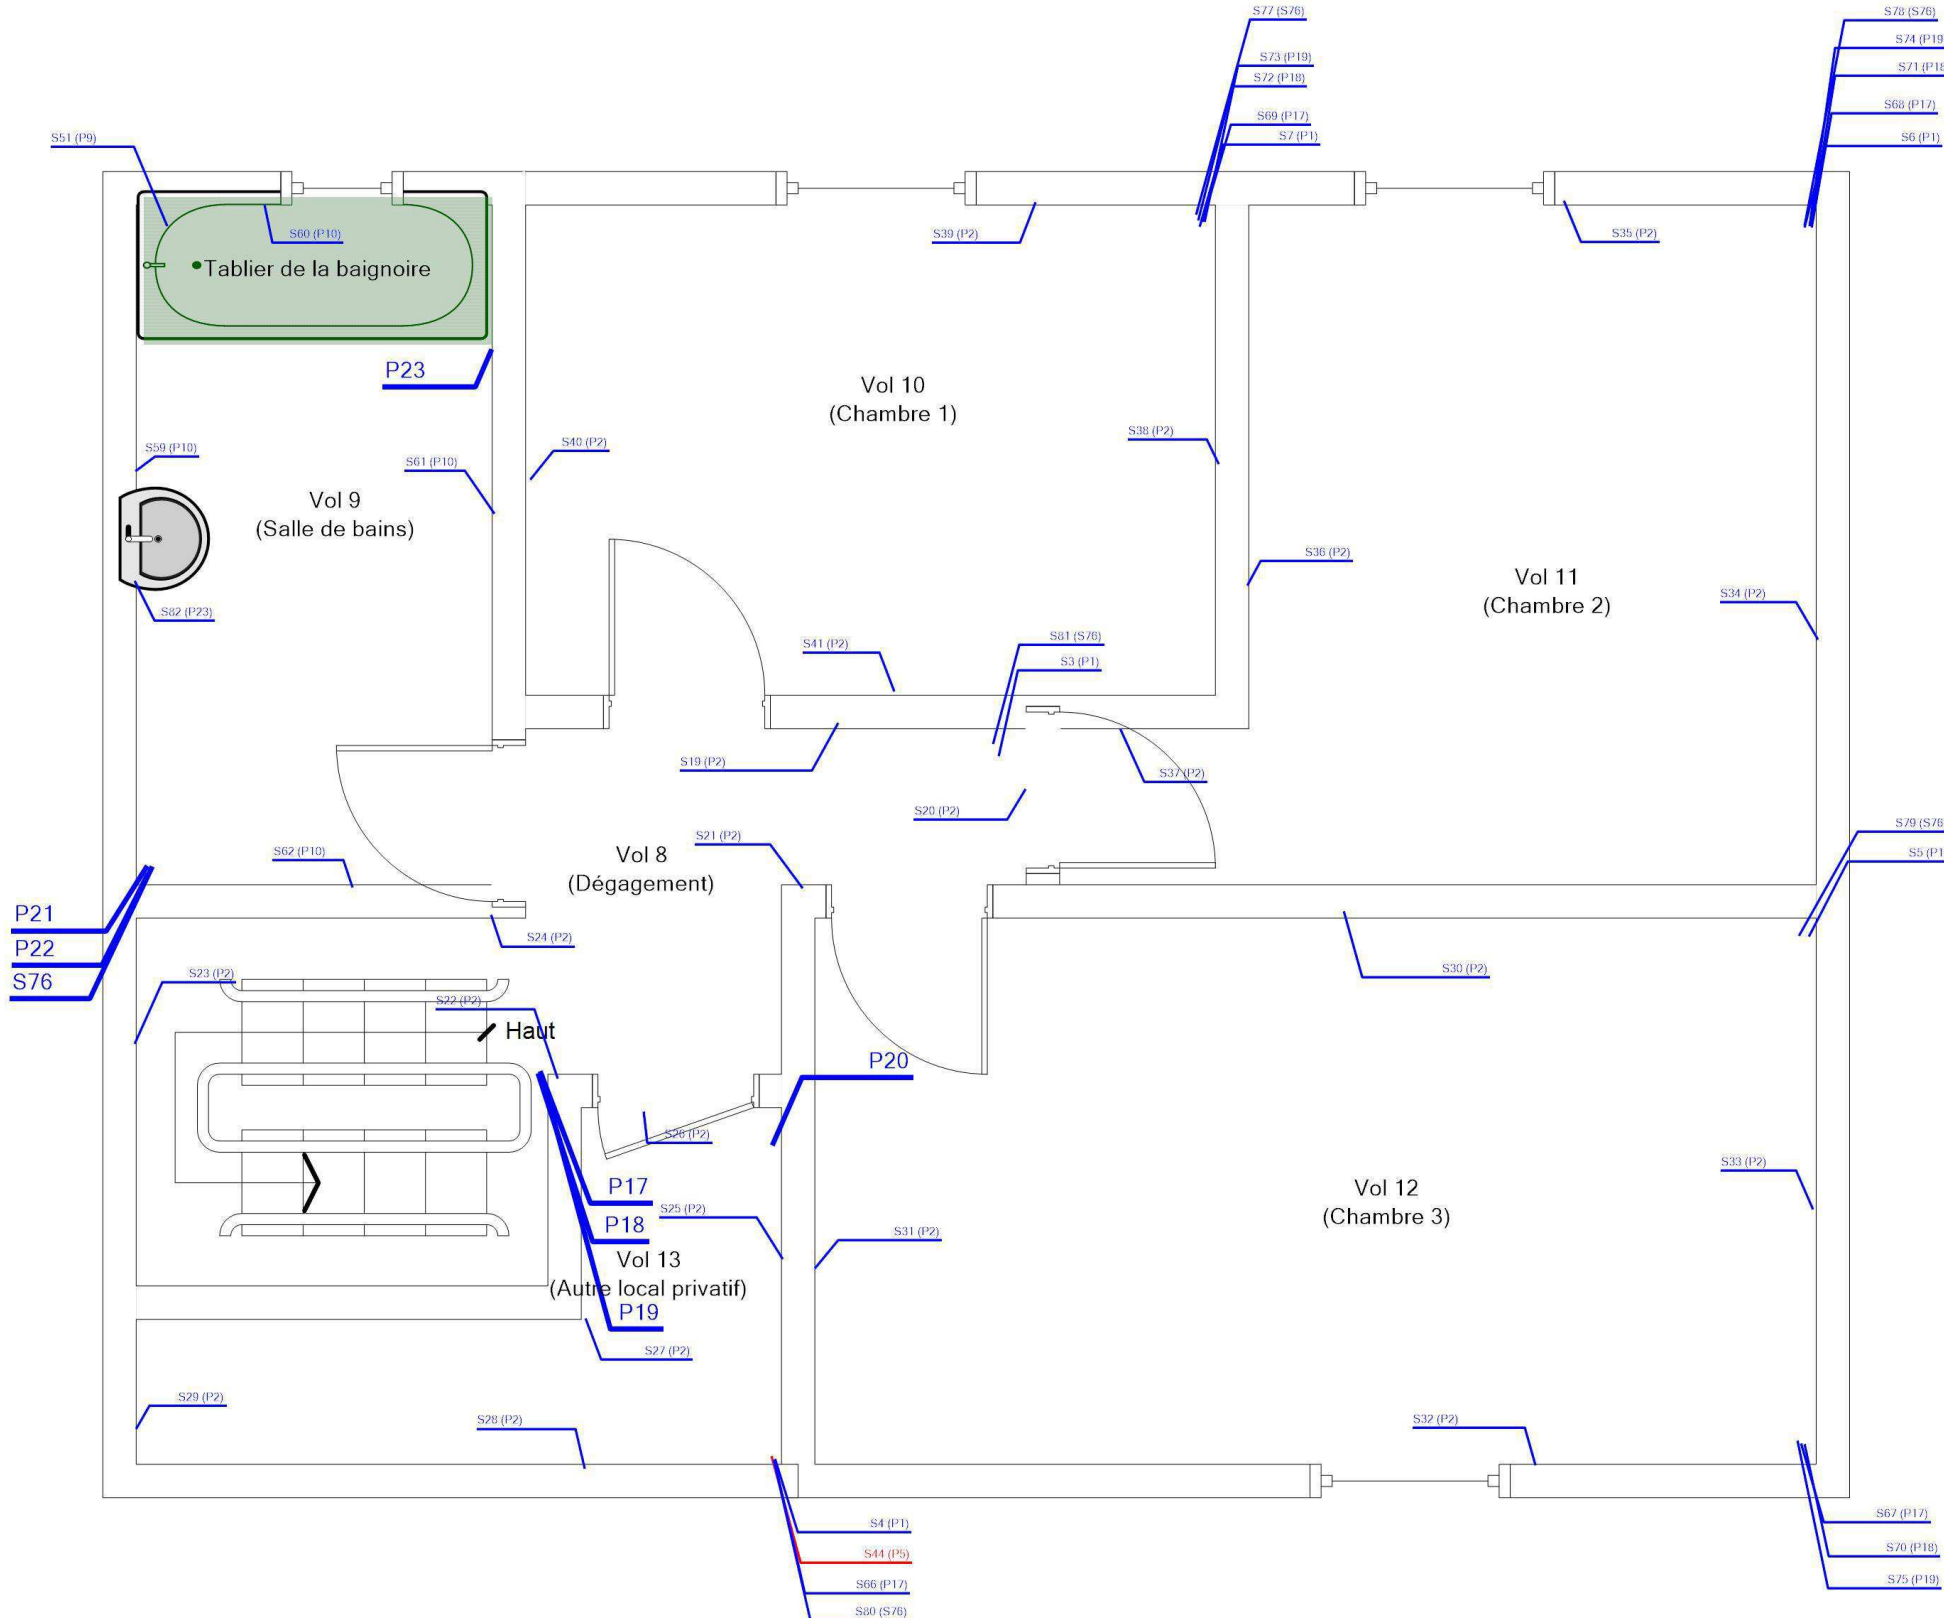 S77 (S76)
S78 (S76)
S74 (P19
S73 (P19)
S71 (P18
S72 (P18)
S68 (P17)
S69 (P17)
S7 (P1)
S6 (P1)
S51 (P9)
S60 (P10)
S39 (P2)
S35 (P2)
Tablier de la baignoire
P23
Vol 10
(Chambre 1)
S59 (P10)
S61 (P10)
S40 (P2)
S38 (P2)
Vol 9
(Salle de bains)
S36 (P2)
Vol 11
(Chambre 2)
S34 (P2)
S82 (P23)
S41 (P2)
S81 (S76)
S3 (P1)
S19 (P2)
S37 (P2)
S20 (P2)
S21 (P2)
S79 (S76
S5 (P1
S62 (P10)
Vol 8
(Dégagement)
P21
P22
S76
S24 (P2)
S23 (P2)
S30 (P2)
S22 (P2)
Haut
P20
S26 (P2)
P17
S25 (P2)
P18
S31 (P2)
S33 (P2)
Vol 12
(Chambre 3)
Vol 13
(Autre local privatif)
P19
S27 (P2)
S29 (P2)
S28 (P2)
S32 (P2)
S4 (P1)
S44 (P5)
S66 (P17)
S80 (S76)
S67 (P17)
S70 (P18)
S75 (P19)